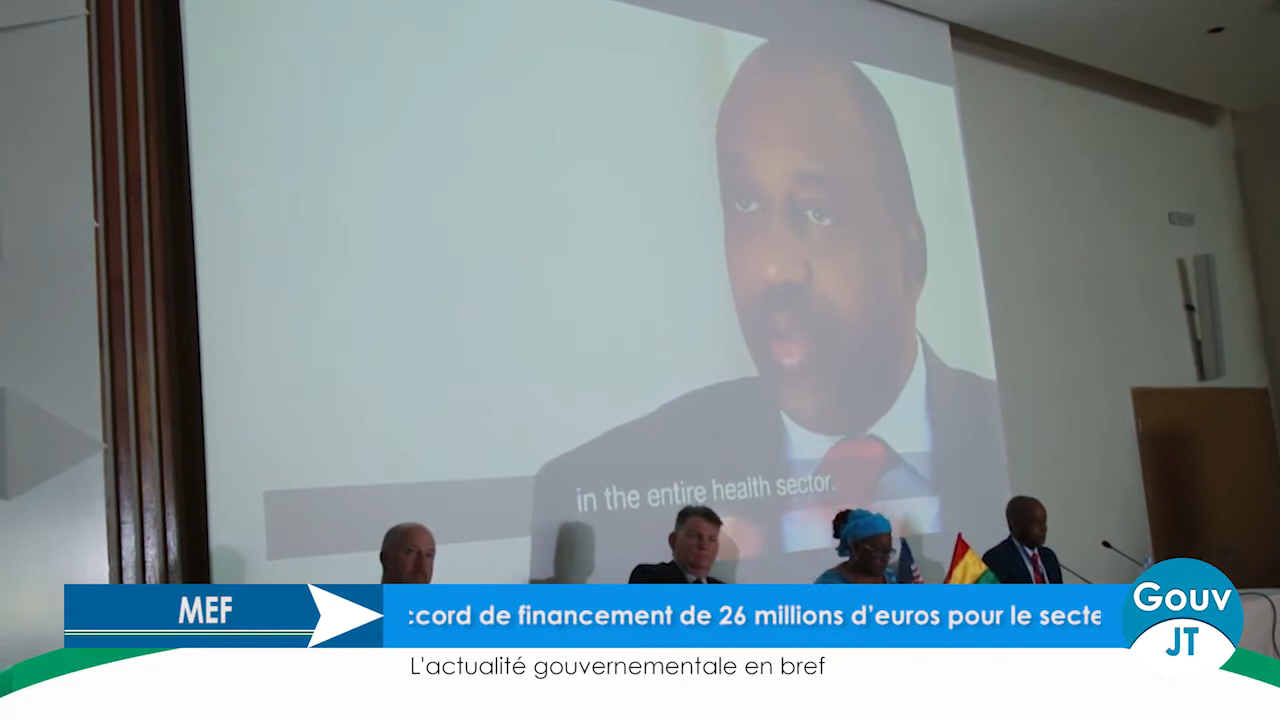 in the entire health sector.
MEF
ccord de financement de 26 millions d’euros pour le secte
Gouv
JT
L'actualité gouvernementale en bref